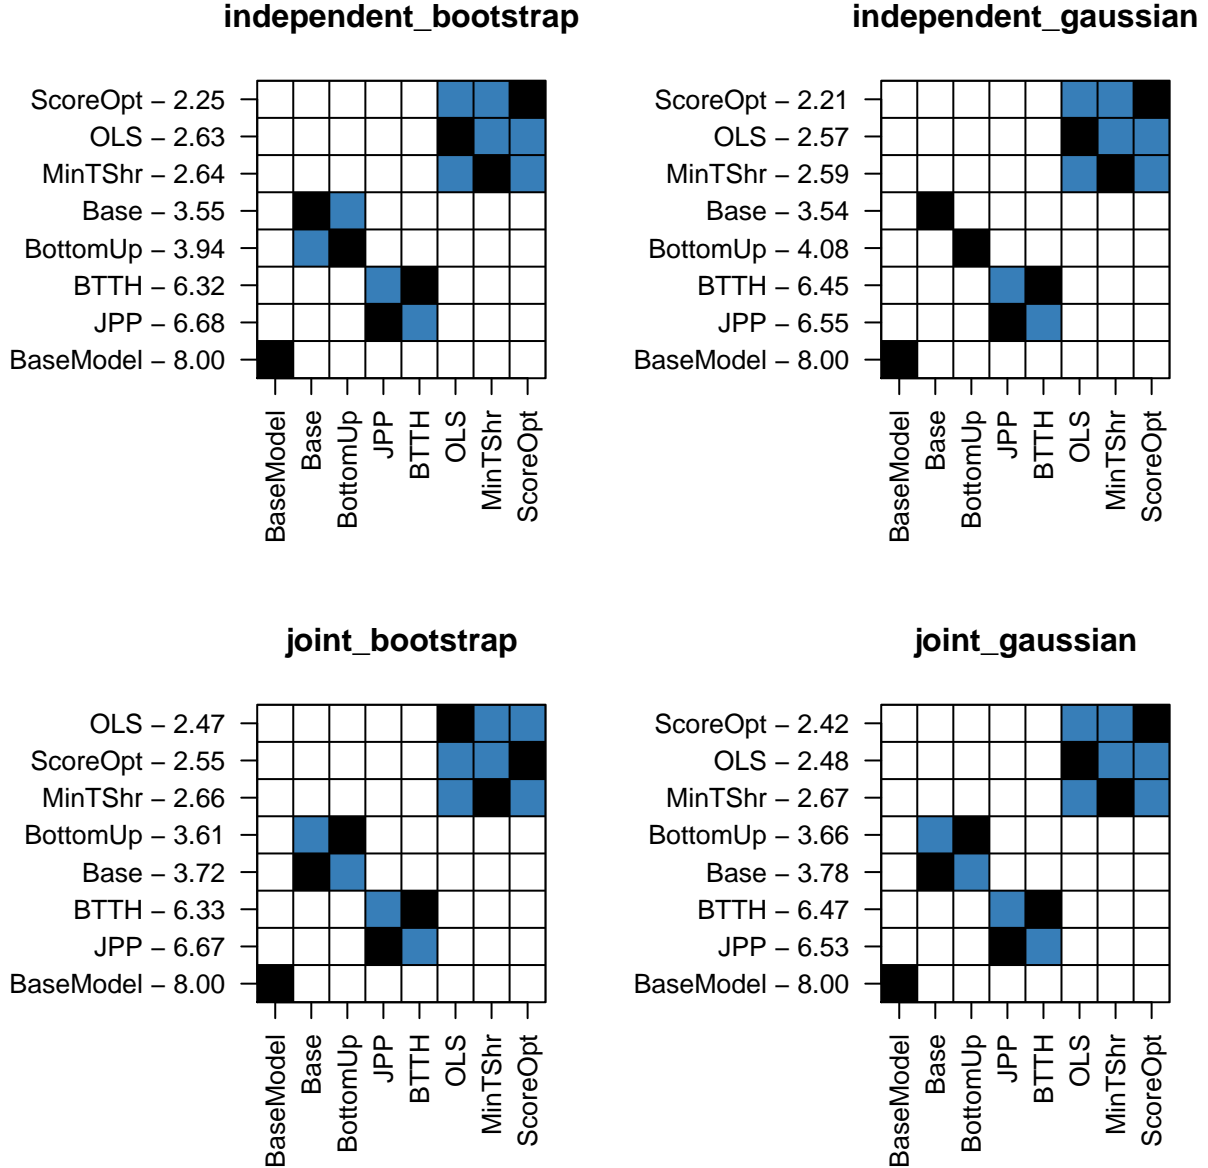 independent_bootstrap
ScoreOpt – 2.25
OLS – 2.63
MinTShr – 2.64
Base – 3.55
BottomUp – 3.94
BTTH – 6.32
JPP – 6.68
BaseModel – 8.00
BaseModel
Base
BottomUp
JPP
BTTH
OLS
MinTShr
ScoreOpt
independent_gaussian
ScoreOpt – 2.21
OLS – 2.57
MinTShr – 2.59
Base – 3.54
BottomUp – 4.08
BTTH – 6.45
JPP – 6.55
BaseModel – 8.00
BaseModel
Base
BottomUp
JPP
BTTH
OLS
MinTShr
ScoreOpt
joint_bootstrap
OLS – 2.47
ScoreOpt – 2.55
MinTShr – 2.66
BottomUp – 3.61
Base – 3.72
BTTH – 6.33
JPP – 6.67
BaseModel – 8.00
BaseModel
Base
BottomUp
JPP
BTTH
OLS
MinTShr
ScoreOpt
joint_gaussian
ScoreOpt – 2.42
OLS – 2.48
MinTShr – 2.67
BottomUp – 3.66
Base – 3.78
BTTH – 6.47
JPP – 6.53
BaseModel – 8.00
BaseModel
Base
BottomUp
JPP
BTTH
OLS
MinTShr
ScoreOpt